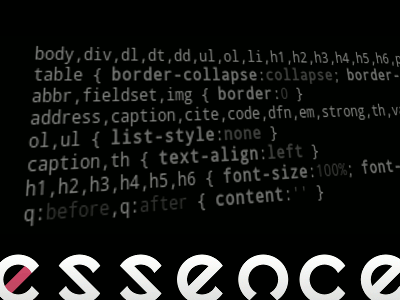 body,div,dl,dt,dd,ul,ol,li,h1,h2,h3,h4,h5,h6,p
table { border-collapse:collapse; border-
abbr,fieldset,img { border:0 }
address,caption,cite,code,dfn,em,strong,th,va
ol,ul { list-style:none }
caption,th { text-align:left }
h1,h2,h3,h4,h5,h6 { font-size:100%; font-
q:before,q:after { content:'' }
essence